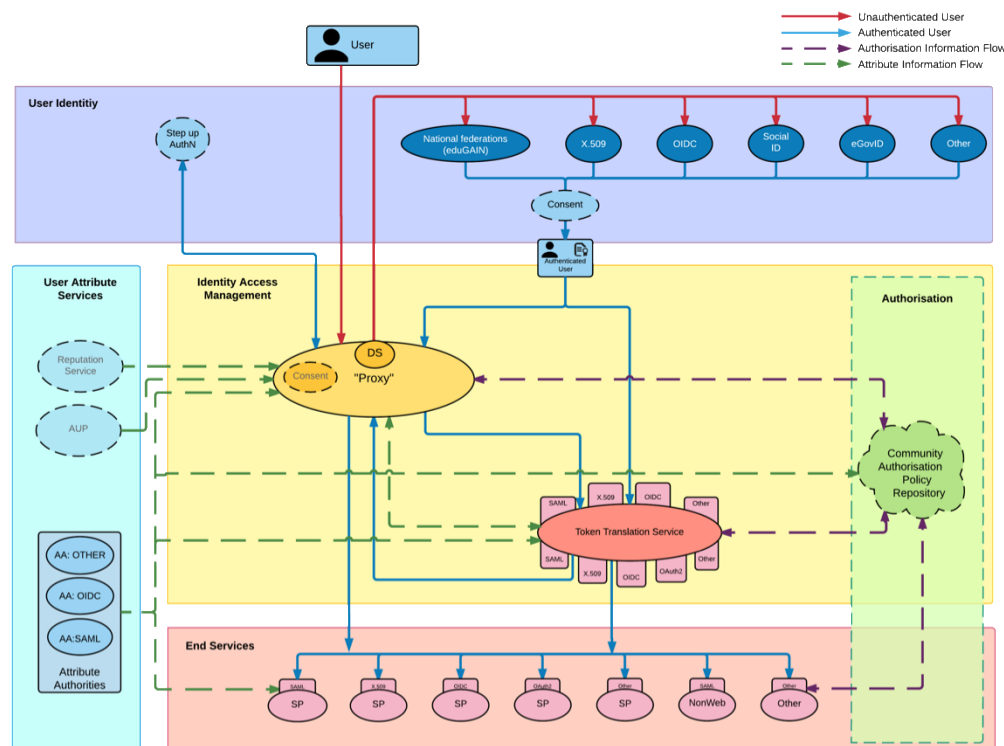 Unauthenticated User
Authenticated User
Authorisation Information Flow
Attribute Information Flow
User
User Identitiy
Step up
AuthN
National federations
(eduGAIN)
X.509
OIDC
Social
ID
eGovID
Other
Consent
Authenticated
User
User Attribute
Services
Identity Access
Management
Authorisation
Reputation
Service
AUP
DS
Consent
"Proxy"
Community
Authorisation
Policy
Repository
SAML
X.509
OIDC
Other
Token Translation Service
SAML
X.509
OIDC
OAuth2
Other
AA: OTHER
AA: OIDC
AA:SAML
Attribute
Authorities
End Services
SAML
X.509
OIDC
OAuth2
Other
SAML
Other
SP
SP
SP
SP
SP
NonWeb
Other